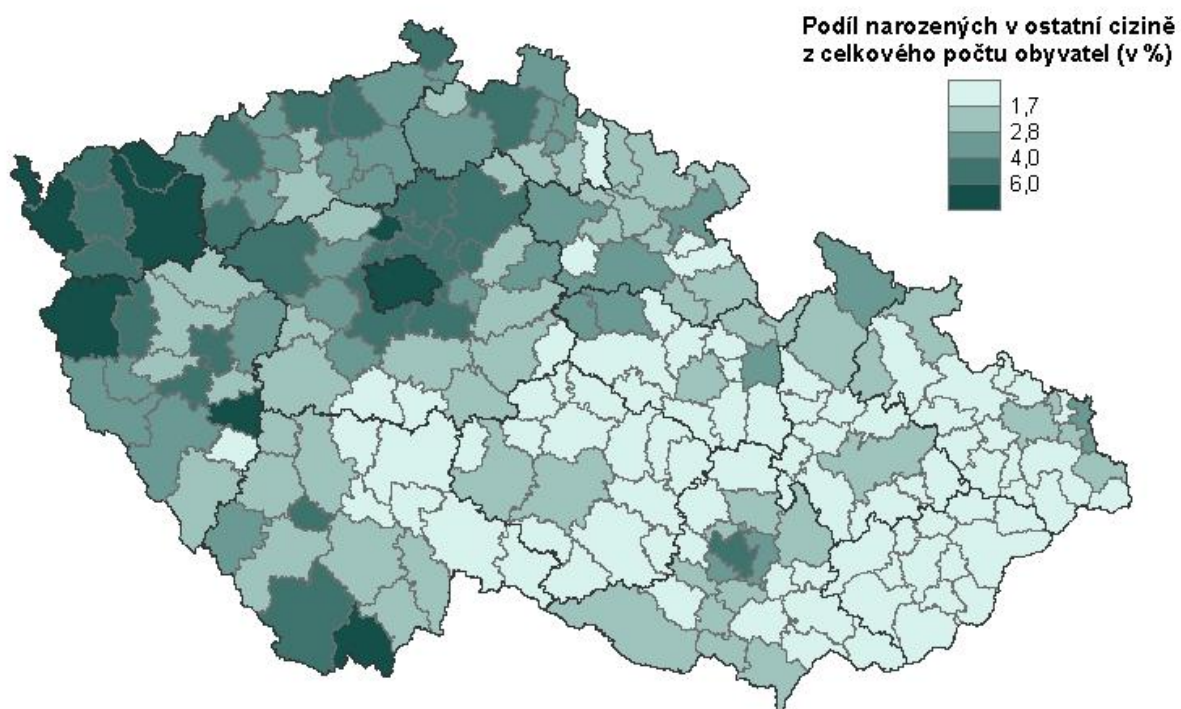 Podíl narozených v ostatní cizině
z celkového počtu obyvatel (v %)
1,7
2,8
4,0
6,0